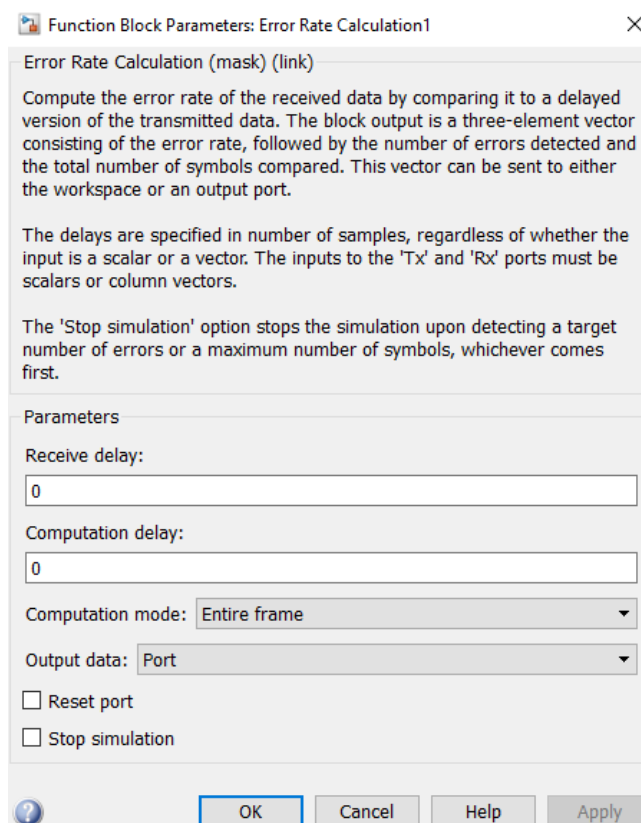 Function Block Parameters: Error Rate Calculation1
Error Rate Calculation (mask) (link)
Compute the error rate of the received data by comparing it to a delayed
version of the transmitted data. The block output is a three-element vector
consisting of the error rate, followed by the number of errors detected and
the total number of symbols compared. This vector can be sent to either
the workspace or an output port.
The delays are specified in number of samples, regardless of whether the
input is a scalar or a vector. The inputs to the 'Tx' and 'Rx' ports must be
scalars or column vectors.
The 'Stop simulation' option stops the simulation upon detecting a target
number of errors or a maximum number of symbols, whichever comes
first.
Parameters
Receive delay:
0
Computation delay:
0
Computation mode: Entire frame
Output data: Port
Reset port
Stop simulation
? OK Cancel Help Apply